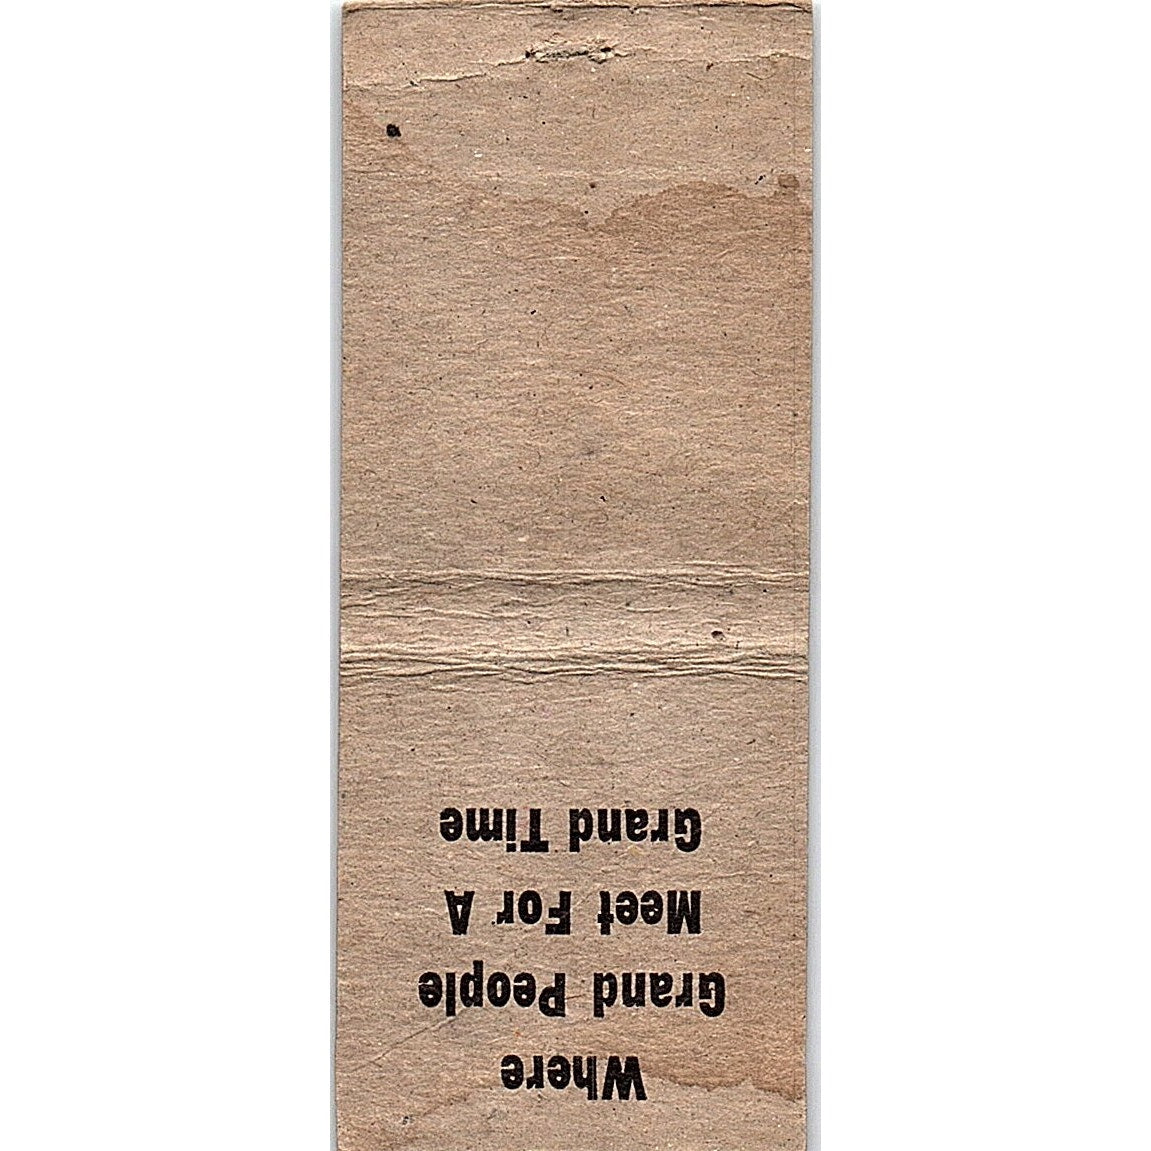 Where
Grand People
Meet For A
Grand Time